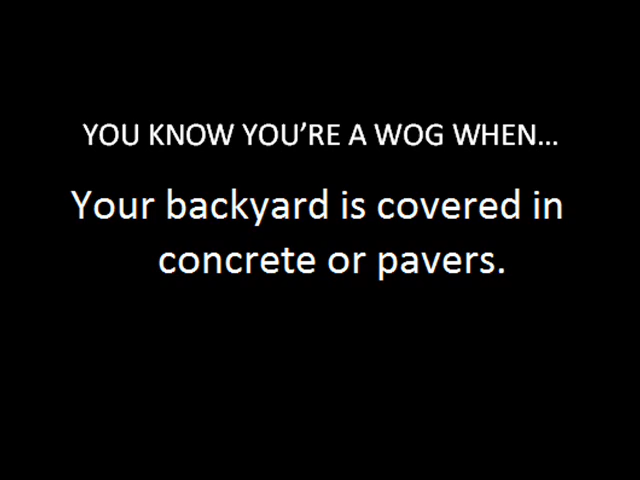 YOU KNOW YOU’RE A WOG WHEN…
Your backyard is covered in
concrete or pavers.